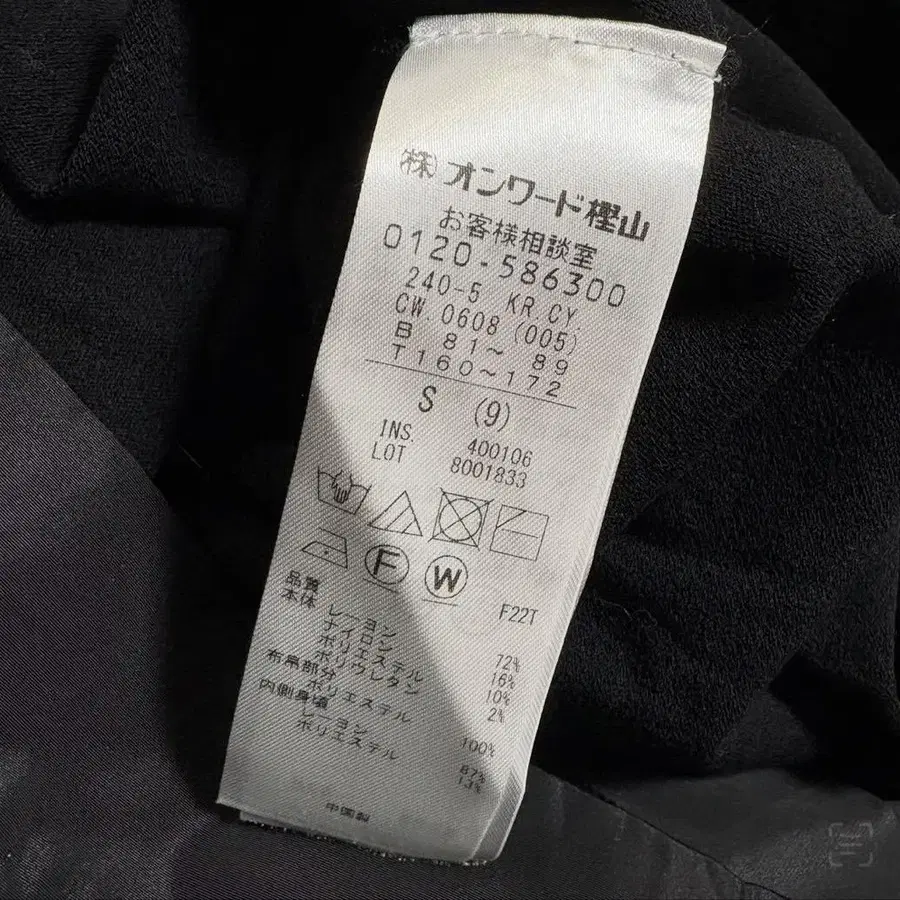 (株)オンワード樫山
お客様相談室
0120-586300
240-5 KR CY
CW 0608 (005)
B 81～ 89
T160～172
S (9)
INS. 400106
LOT 8001833
F W
F22T
品質
本体
レーヨン 72%
ナイロン 16%
ポリエステル 10%
ポリウレタン 2%
布帛部分
ポリエステル 100%
内側身頃
レーヨン 87%
ポリエステル 13%
中国製